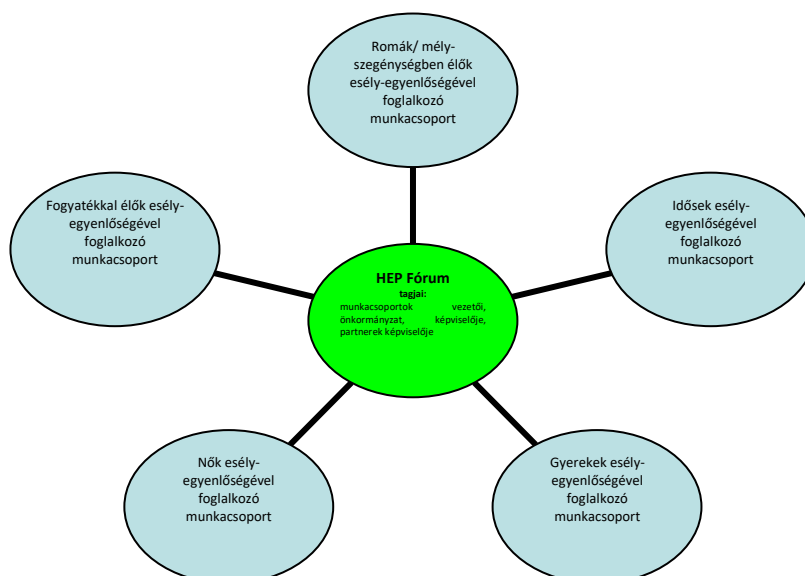 Romák/ mély-
szegénységben élők
esély-egyenlőségével
foglalkozó
munkacsoport
Fogyatékkal élők esély-
egyenlőségével
foglalkozó
munkacsoport
Idősek esély-
egyenlőségével
foglalkozó
munkacsoport
HEP Fórum
tagjai:
munkacsoportok vezetői,
önkormányzat, képviselője,
partnerek képviselője
Nők esély-
egyenlőségével
foglalkozó
munkacsoport
Gyerekek esély-
egyenlőségével
foglalkozó
munkacsoport